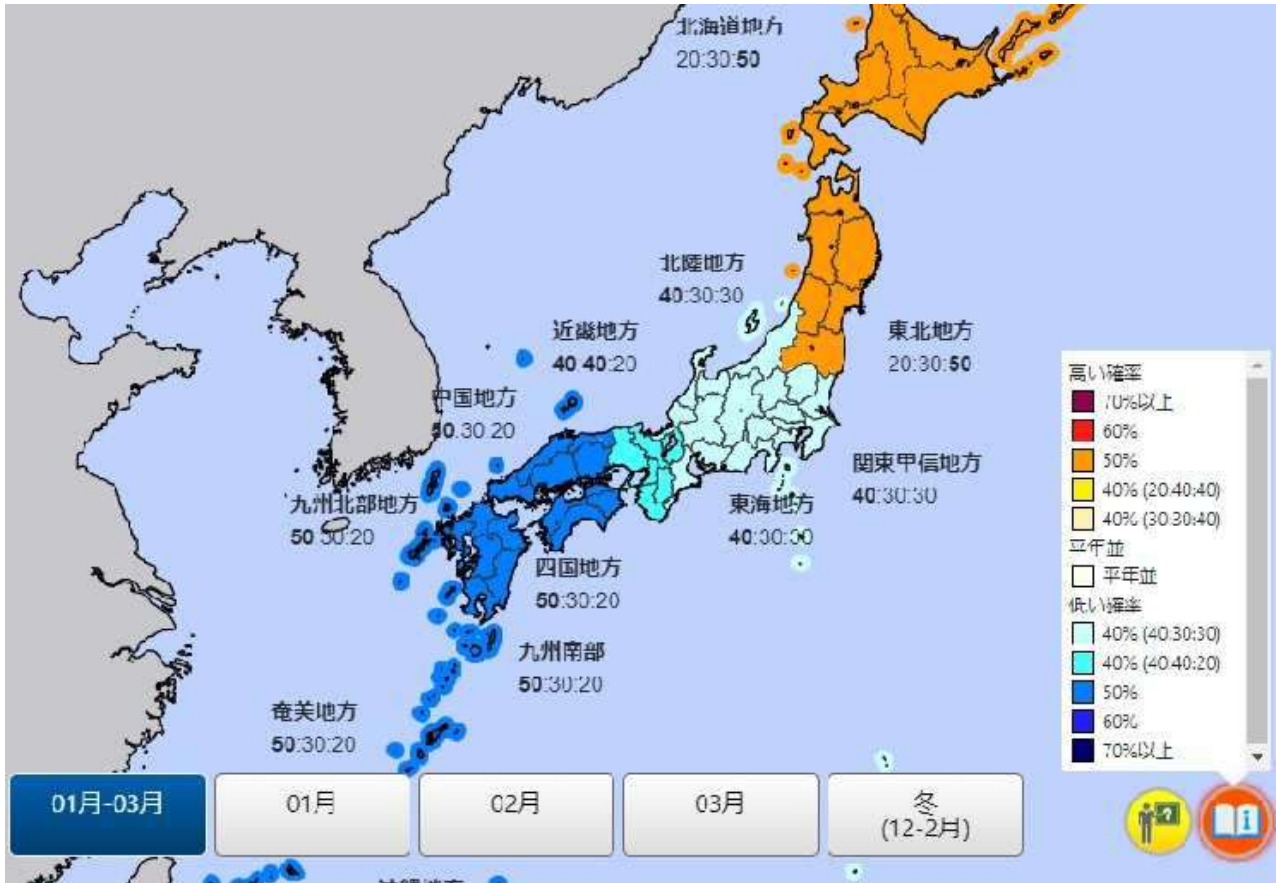 北海道地方
20:30:50
北陸地方
40:30:30
近畿地方
40:40:20
東北地方
20:30:50
中国地方
50:30:20
関東甲信地方
40:30:30
九州北部地方
50:30:20
東海地方
40:30:30
四国地方
50:30:20
九州南部
50:30:20
奄美地方
50:30:20
高い確率
70%以上
60%
50%
40% (20:40:40)
40% (30:30:40)
平年並
平年並
低い確率
40% (40:30:30)
40% (40:40:20)
50%
60%
70%以上
01月-03月
01月
02月
03月
冬
(12-2月)
?
i